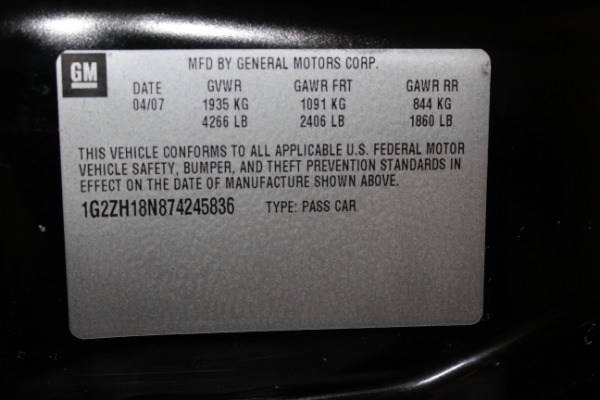 GM
MFD BY GENERAL MOTORS CORP.
DATE GVWR GAWR FRT GAWR RR
04/07 1935 KG 1091 KG 844 KG
4266 LB 2406 LB 1860 LB
THIS VEHICLE CONFORMS TO ALL APPLICABLE U.S. FEDERAL MOTOR
VEHICLE SAFETY, BUMPER, AND THEFT PREVENTION STANDARDS IN
EFFECT ON THE DATE OF MANUFACTURE SHOWN ABOVE.
1G2ZH18N874245836 TYPE: PASS CAR